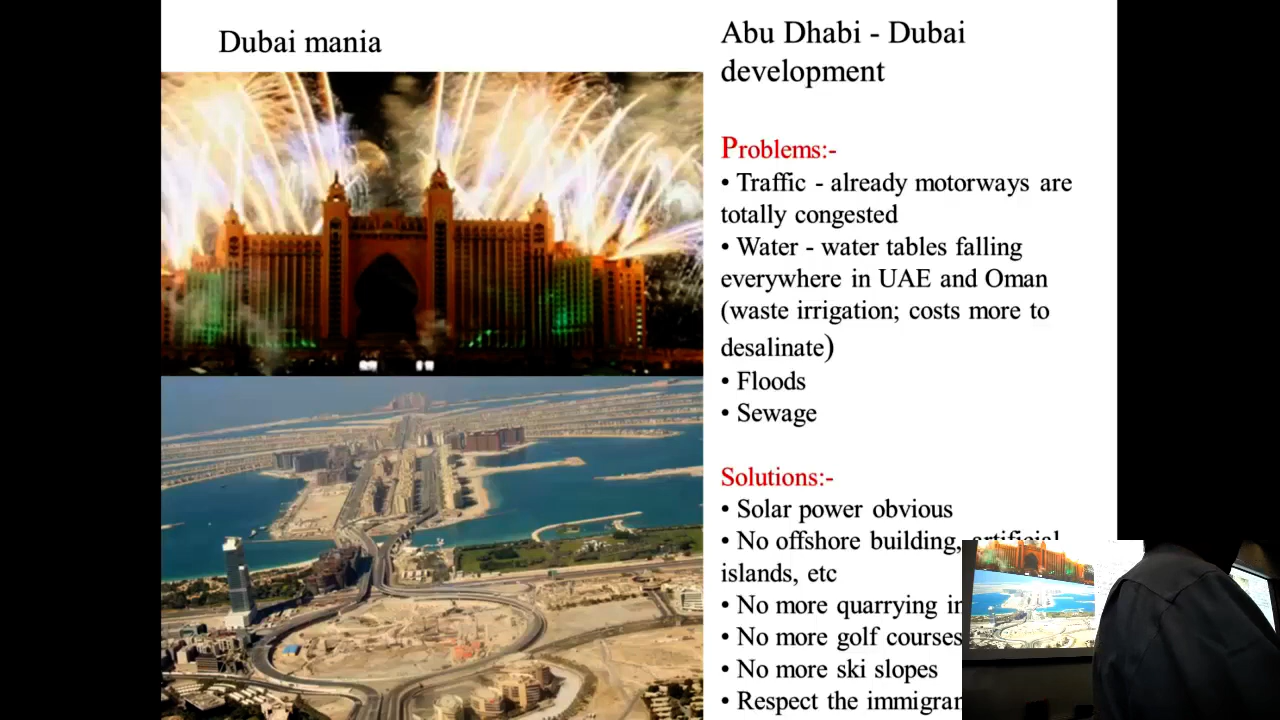 Dubai mania
Abu Dhabi - Dubai
development
Problems:-
• Traffic - already motorways are
totally congested
• Water - water tables falling
everywhere in UAE and Oman
(waste irrigation; costs more to
desalinate)
• Floods
• Sewage
Solutions:-
• Solar power obvious
• No offshore building, artificial
islands, etc
• No more quarrying in
• No more golf courses
• No more ski slopes
• Respect the